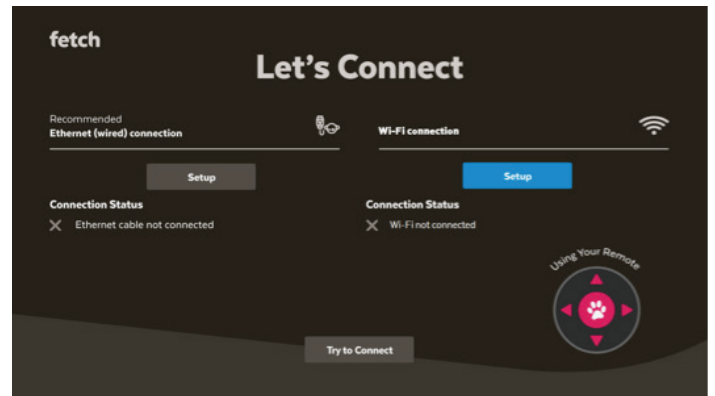 fetch
Let's Connect
Recommended
Ethernet (wired) connection
Setup
Connection Status
Ethernet cable not connected
Wi-Fi connection
Setup
Connection Status
Wi-Fi not connected
Using Your Remote
Try to Connect